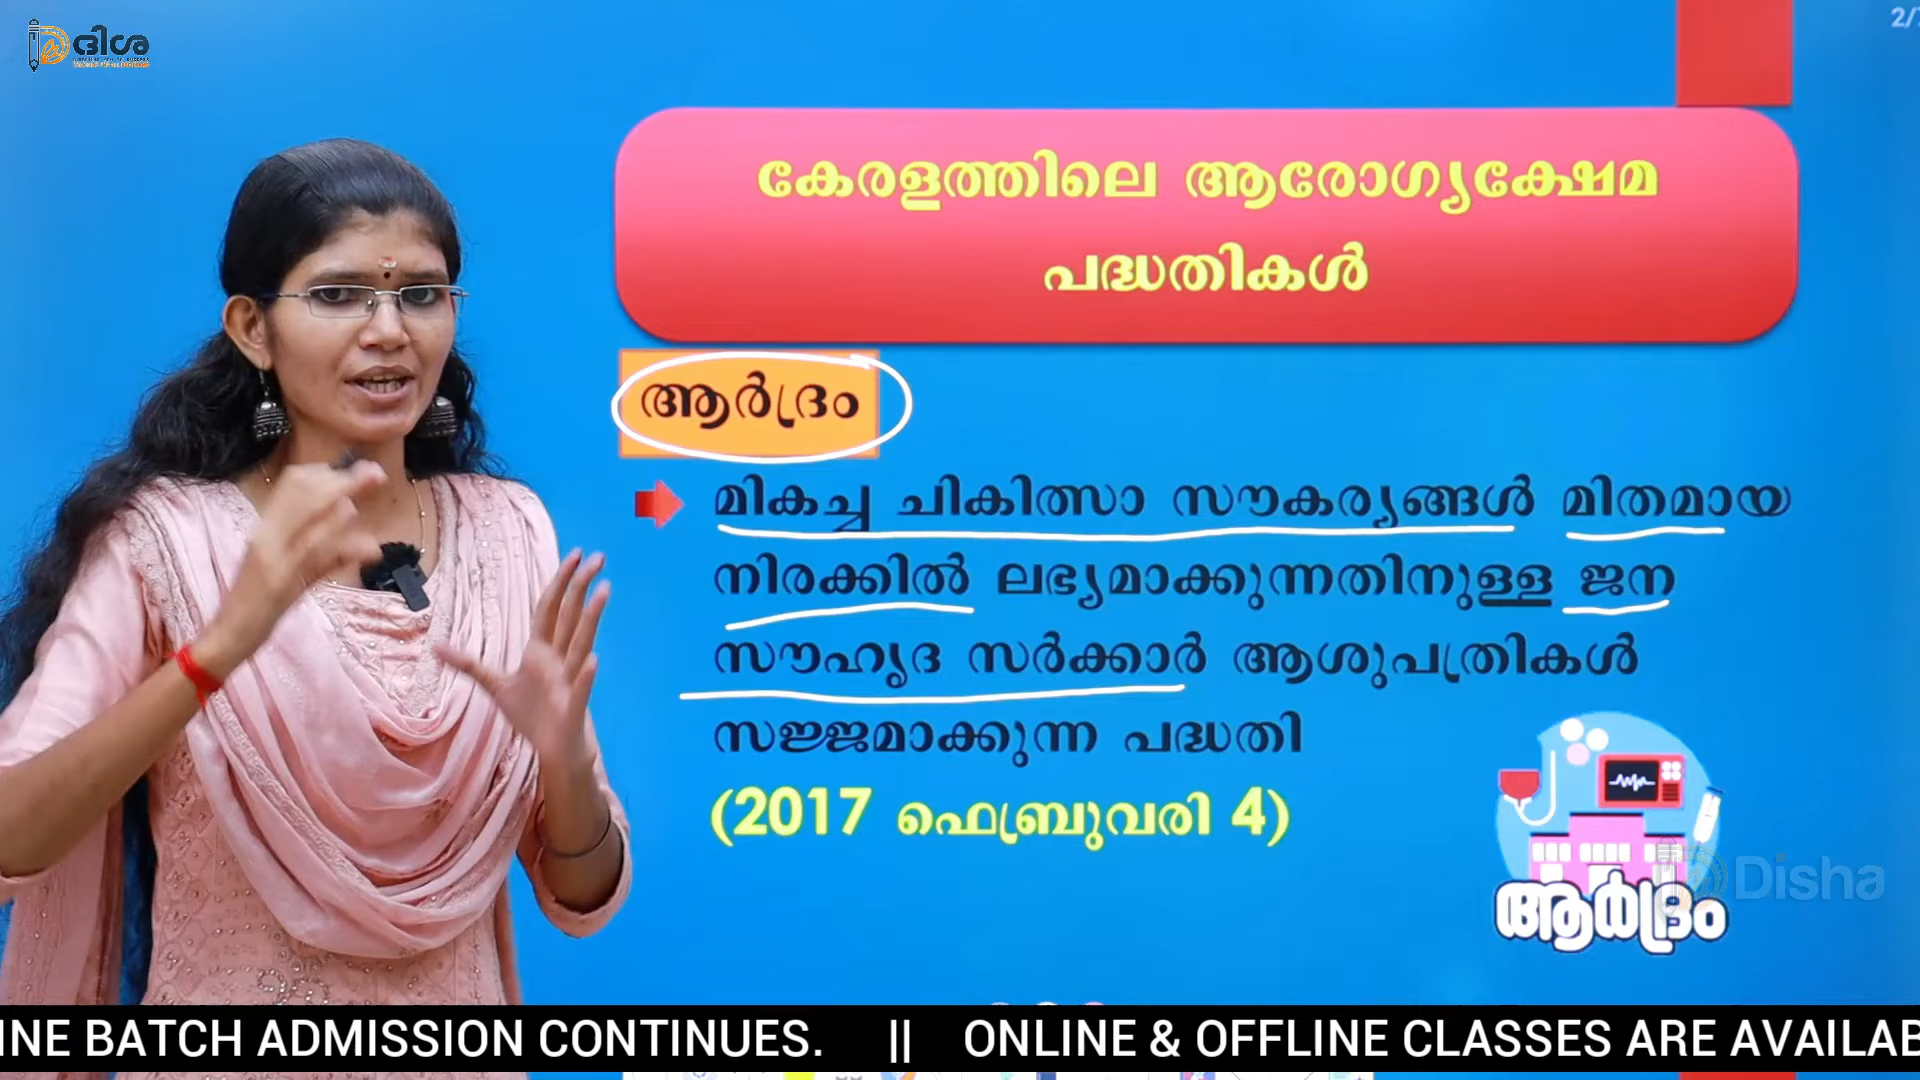 ദിശ
2/
കേരളത്തിലെ ആരോഗ്യക്ഷേമ
പദ്ധതികൾ
ആർദ്രം
മികച്ച ചികിത്സാ സൗകര്യങ്ങൾ മിതമായ
നിരക്കിൽ ലഭ്യമാക്കുന്നതിനുള്ള ജന
സൗഹൃദ സർക്കാർ ആശുപത്രികൾ
സജ്ജമാക്കുന്ന പദ്ധതി
(2017 ഫെബ്രുവരി 4)
ആർദ്രം
Disha
INE BATCH ADMISSION CONTINUES. || ONLINE & OFFLINE CLASSES ARE AVAILAB